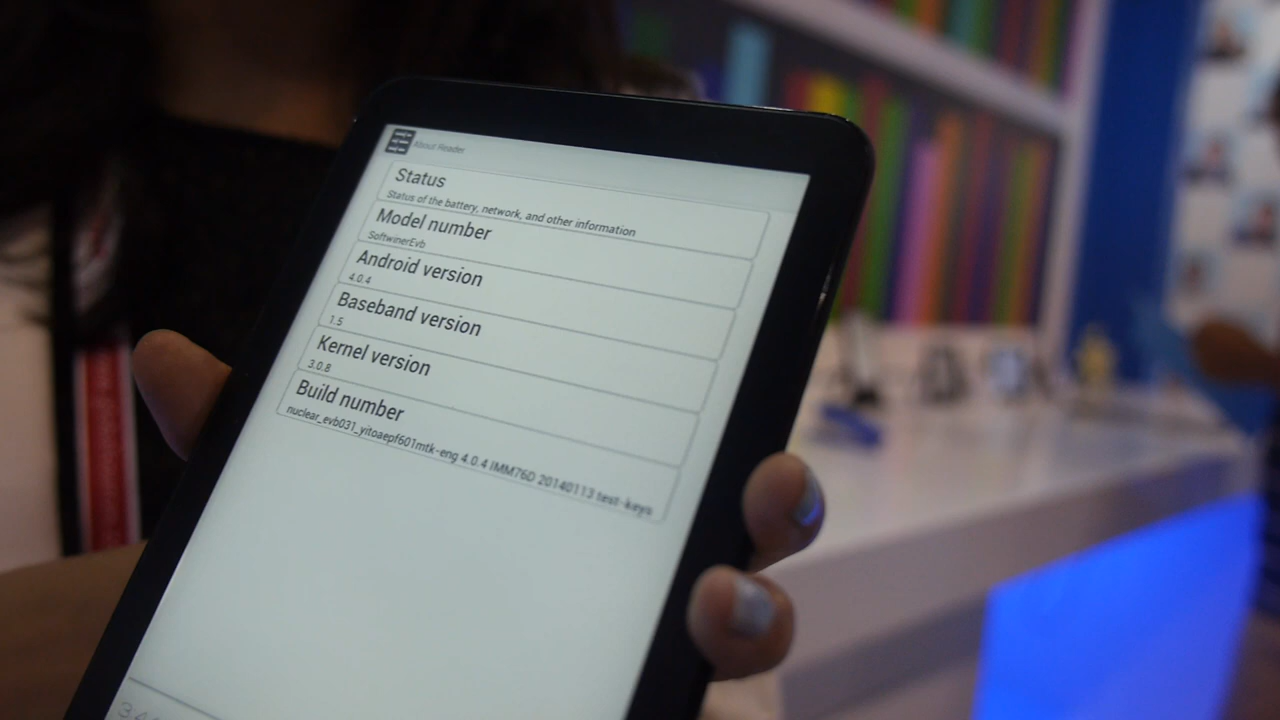 About Reader
Status
Status of the battery, network, and other information
Model number
SoftwinerEvb
Android version
4.0.4
Baseband version
1.5
Kernel version
3.0.8
Build number
nuclear_evb031_yitoaepf601mtk-eng 4.0.4 IMM76D 20140113 test-keys